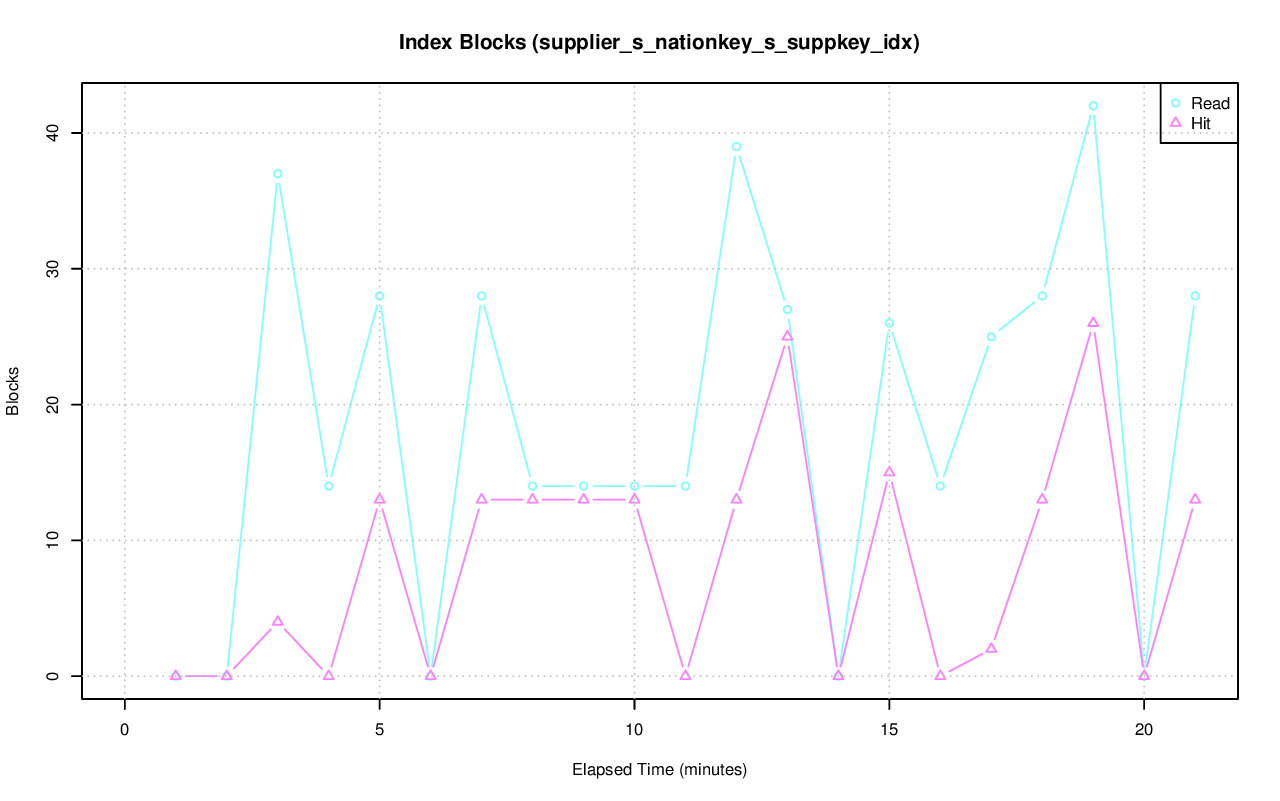 Index Blocks (supplier_s_nationkey_s_suppkey_idx)
Read
Hit
Blocks
40
30
20
10
0
0 5 10 15 20
Elapsed Time (minutes)